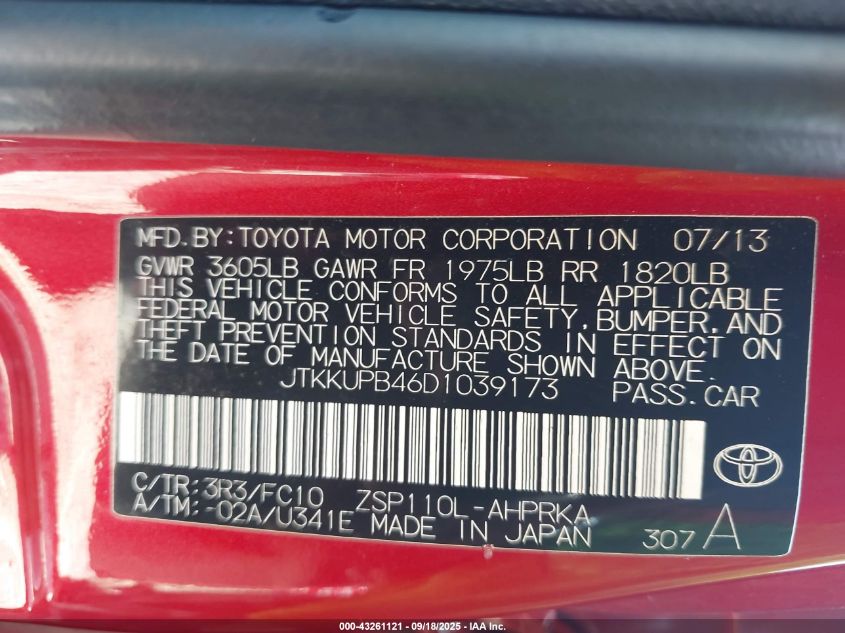 MFD.BY:TOYOTA MOTOR CORPORATION 07/13
GVWR 3605LB GAWR FR 1975LB RR 1820LB
THIS VEHICLE CONFORMS TO ALL APPLICABLE
FEDERAL MOTOR VEHICLE SAFETY,BUMPER,AND
THEFT PREVENTION STANDARDS IN EFFECT ON
THE DATE OF MANUFACTURE SHOWN ABOVE.
JTKKUPB46D1039173 PASS.CAR
C/TR:3R3/FC10 ZSP110L-AHPRKA
A/TM:-02A/U341E MADE IN JAPAN 307 A
000-43261121 - 09/18/2025 - IAA Inc.